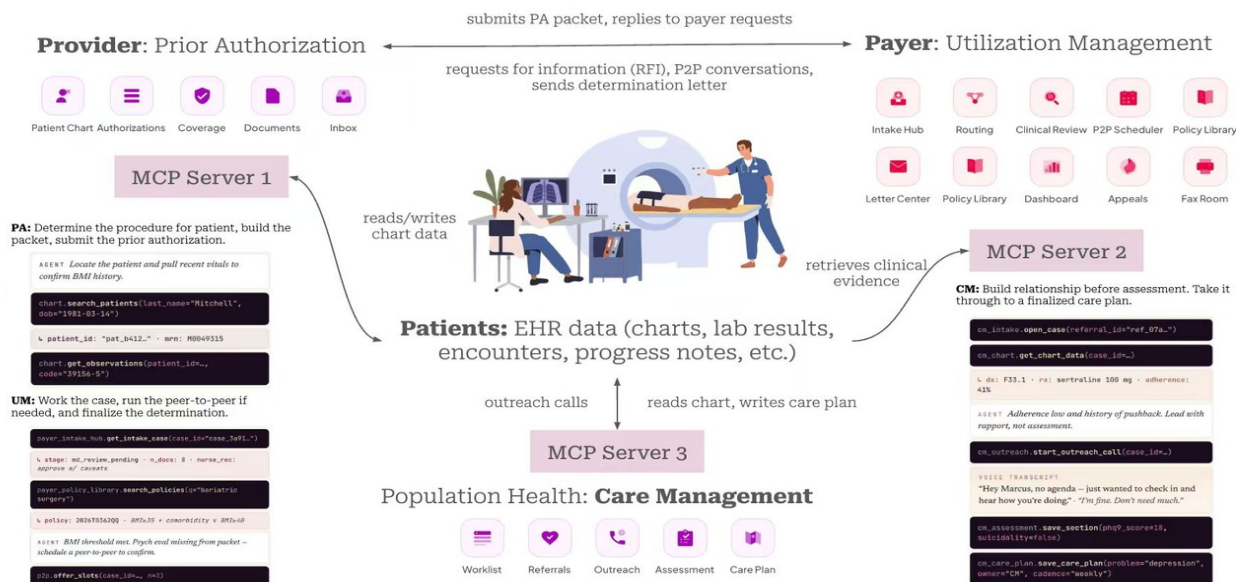 submits PA packet, replies to payer requests
Provider: Prior Authorization
Payer: Utilization Management
requests for information (RFI), P2P conversations,
sends determination letter
Patient Chart
Authorizations
Coverage
Documents
Inbox
Intake Hub
Routing
Clinical Review
P2P Scheduler
Policy Library
Letter Center
Policy Library
Dashboard
Appeals
Fax Room
MCP Server 1
reads/writes
chart data
PA: Determine the procedure for patient, build the
packet, submit the prior authorization.
AGENT Locate the patient and pull recent vitals to
confirm BMI history.
chart.search_patients(last_name="Mitchell",
dob="1981-03-14")
↳ patient_id: "pat_b412…" · mrn: M0049315
chart.get_observations(patient_id=…,
code="39156-5")
UM: Work the case, run the peer-to-peer if
needed, and finalize the determination.
payer_intake_hub.get_intake_case(case_id="case_3a91…")
↳ stage: md_review_pending · n_docs: 8 · nurse_rec:
approve w/ caveats
payer_policy_library.search_policies(q="bariatric
surgery")
↳ policy: 2026T0362QQ · BMI≥35 + comorbidity v BMI≥40
AGENT BMI threshold met. Psych eval missing from packet —
schedule a peer-to-peer to confirm.
p2p.offer_slots(case_id=…, n=3)
Patients: EHR data (charts, lab results,
encounters, progress notes, etc.)
retrieves clinical
evidence
outreach calls
reads chart, writes care plan
MCP Server 3
Population Health: Care Management
Worklist
Referrals
Outreach
Assessment
Care Plan
MCP Server 2
CM: Build relationship before assessment. Take it
through to a finalized care plan.
cm_intake.open_case(referral_id="ref_07a…")
cm_chart.get_chart_data(case_id=…)
↳ dx: F33.1 · rx: sertraline 100 mg · adherence:
41%
AGENT Adherence low and history of pushback. Lead with
rapport, not assessment.
cm_outreach.start_outreach_call(case_id=…)
VOICE TRANSCRIPT
"Hey Marcus, no agenda — just wanted to check in and
hear how you're doing." · "I'm fine. Don't need much."
cm_assessment.save_section(phq9_score=18,
suicidality=false)
cm_care_plan.save_care_plan(problem="depression",
owner="CM", cadence="weekly")